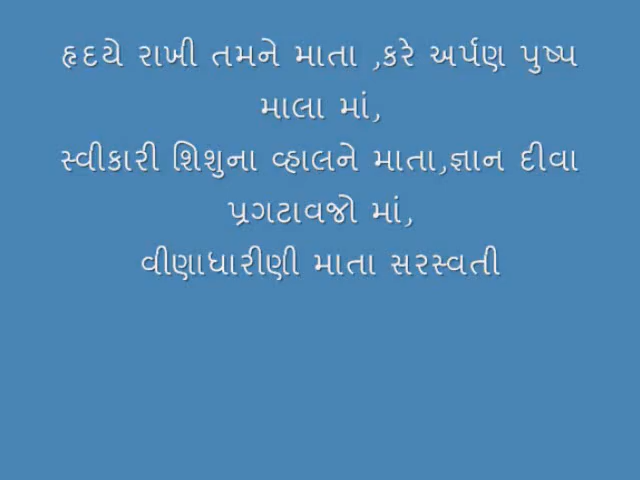 હૃદયે રાખી તમને માતા ,કરે અર્પણ પુષ્પ
માલા માં,
સ્વીકારી શિશુના વ્હાલને માતા,જ્ઞાન દીવા
પ્રગટાવજો માં,
વીણાધારીણી માતા સરસ્વતી